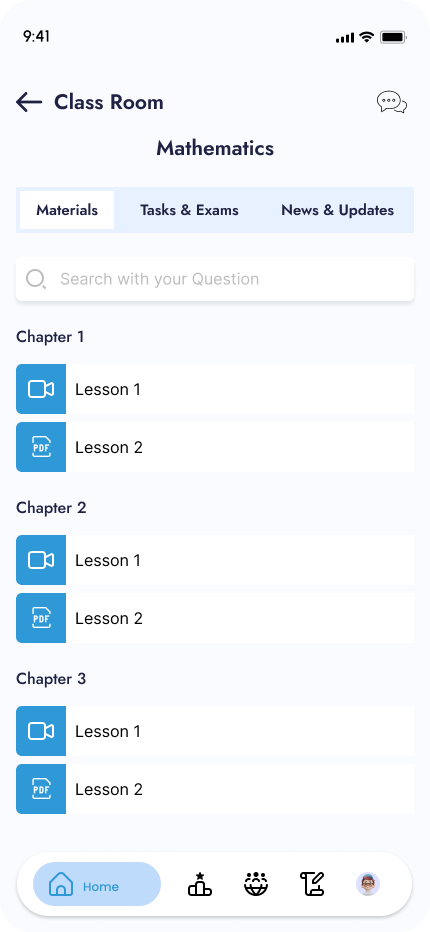 9:41
Class Room
Mathematics
Materials Tasks & Exams News & Updates
Search with your Question
Chapter 1
Lesson 1
PDF Lesson 2
Chapter 2
Lesson 1
PDF Lesson 2
Chapter 3
Lesson 1
PDF Lesson 2
Home